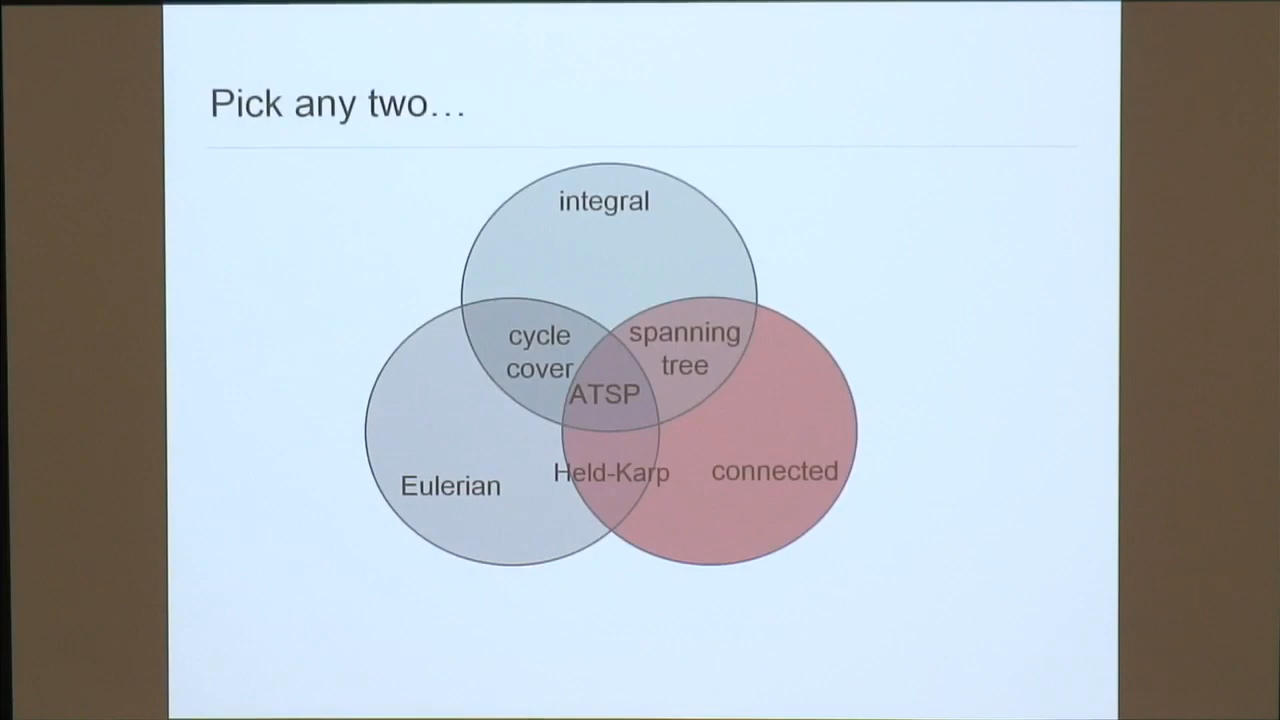 Pick any two…
integral
cycle
cover
spanning
tree
ATSP
Eulerian
Held-Karp
connected